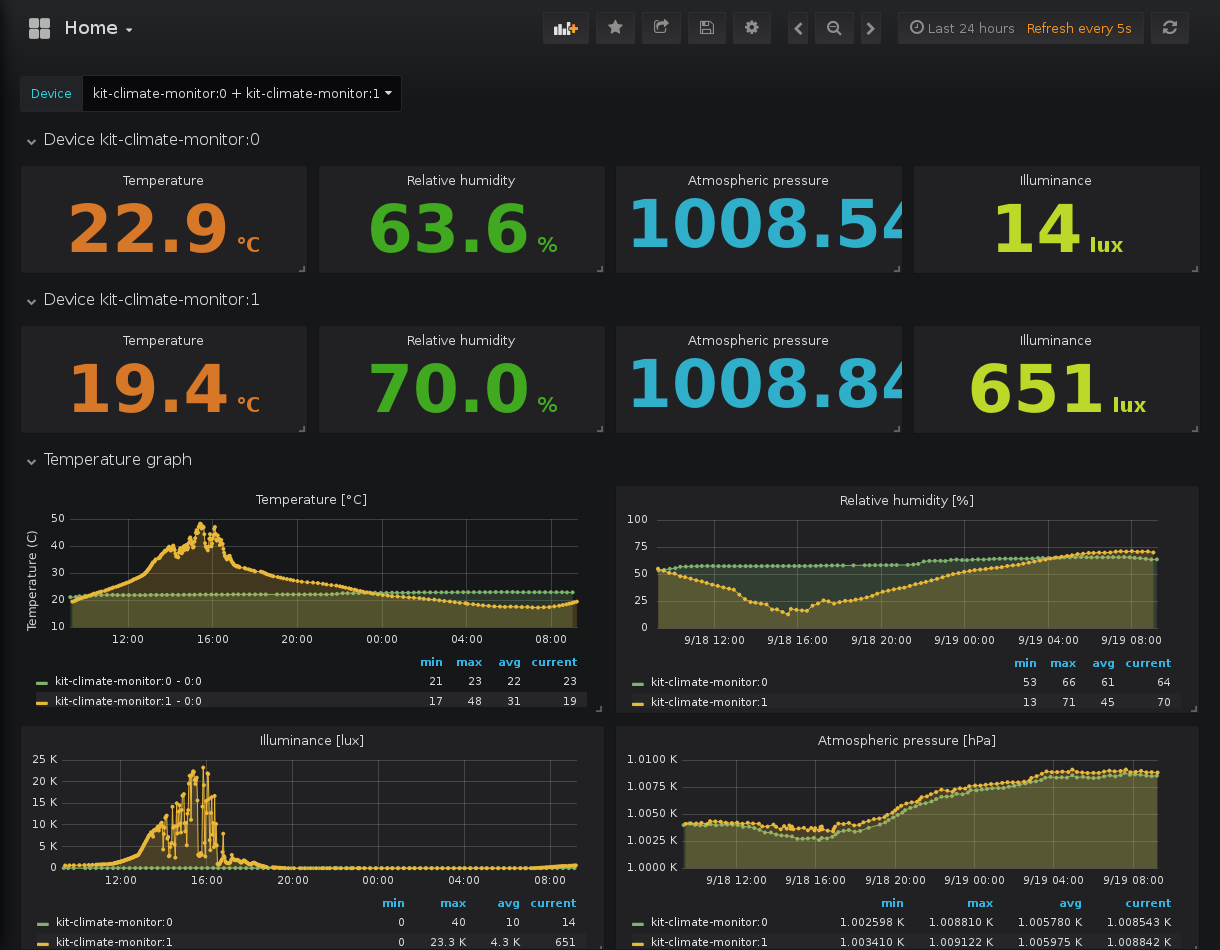 Home
Last 24 hours Refresh every 5s
Device kit-climate-monitor:0 + kit-climate-monitor:1
Device kit-climate-monitor:0
Temperature Relative humidity Atmospheric pressure Illuminance
22.9 °C 63.6 % 1008.54 14 lux
Device kit-climate-monitor:1
Temperature Relative humidity Atmospheric pressure Illuminance
19.4 °C 70.0 % 1008.84 651 lux
Temperature graph
Temperature [°C]
Temperature (C)
50
40
30
20
10
12:00 16:00 20:00 00:00 04:00 08:00
min max avg current
kit-climate-monitor:0 - 0:0 21 23 22 23
kit-climate-monitor:1 - 0:0 17 48 31 19
Relative humidity [%]
100
75
50
25
0
9/18 12:00 9/18 16:00 9/18 20:00 9/19 00:00 9/19 04:00 9/19 08:00
min max avg current
kit-climate-monitor:0 53 66 61 64
kit-climate-monitor:1 13 71 45 70
Illuminance [lux]
25 K
20 K
15 K
10 K
5 K
0
12:00 16:00 20:00 00:00 04:00 08:00
min max avg current
kit-climate-monitor:0 0 40 10 14
kit-climate-monitor:1 0 23.3 K 4.3 K 651
Atmospheric pressure [hPa]
1.0100 K
1.0075 K
1.0050 K
1.0025 K
1.0000 K
9/18 12:00 9/18 16:00 9/18 20:00 9/19 00:00 9/19 04:00 9/19 08:00
min max avg current
kit-climate-monitor:0 1.002598 K 1.008810 K 1.005780 K 1.008543 K
kit-climate-monitor:1 1.003410 K 1.009122 K 1.005975 K 1.008842 K